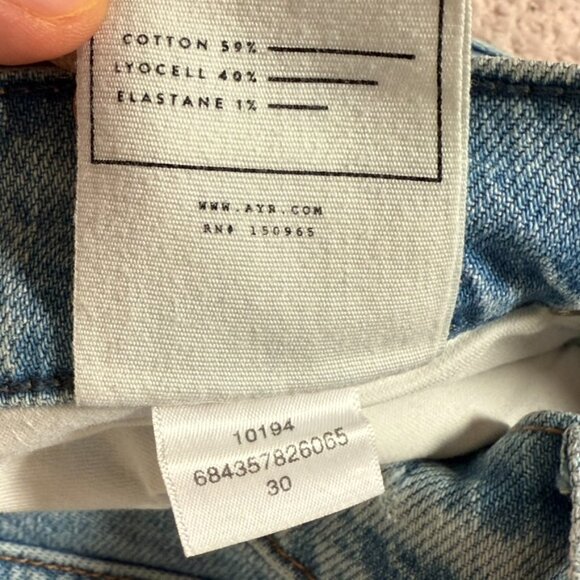 COTTON 59%
LYOCELL 40%
ELASTANE 1%
WWW.AYR.COM
RN# 150965
10194
684357826065
30